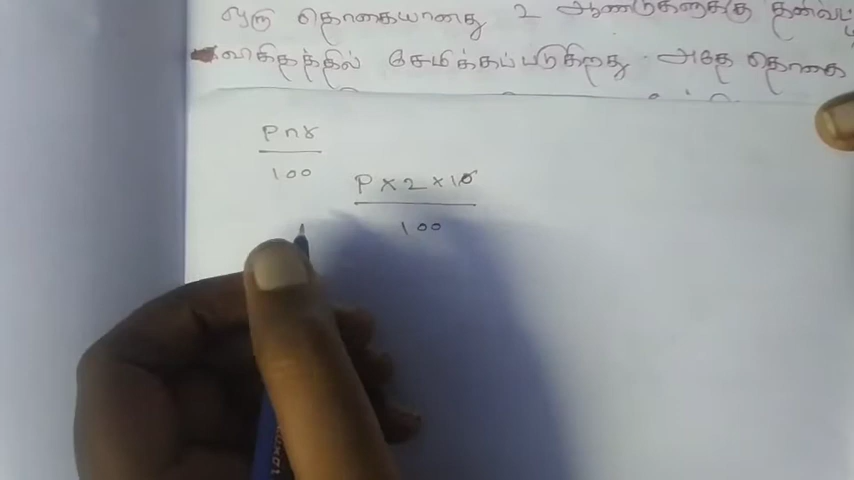 ஒரு தொகையானது 2 ஆண்டுகளுக்கு தனிவட்டி
விகிதத்தில் சேமிக்கப்படுகிறது. அதே தொகை
Pnr
100
P × 2 × 10
100